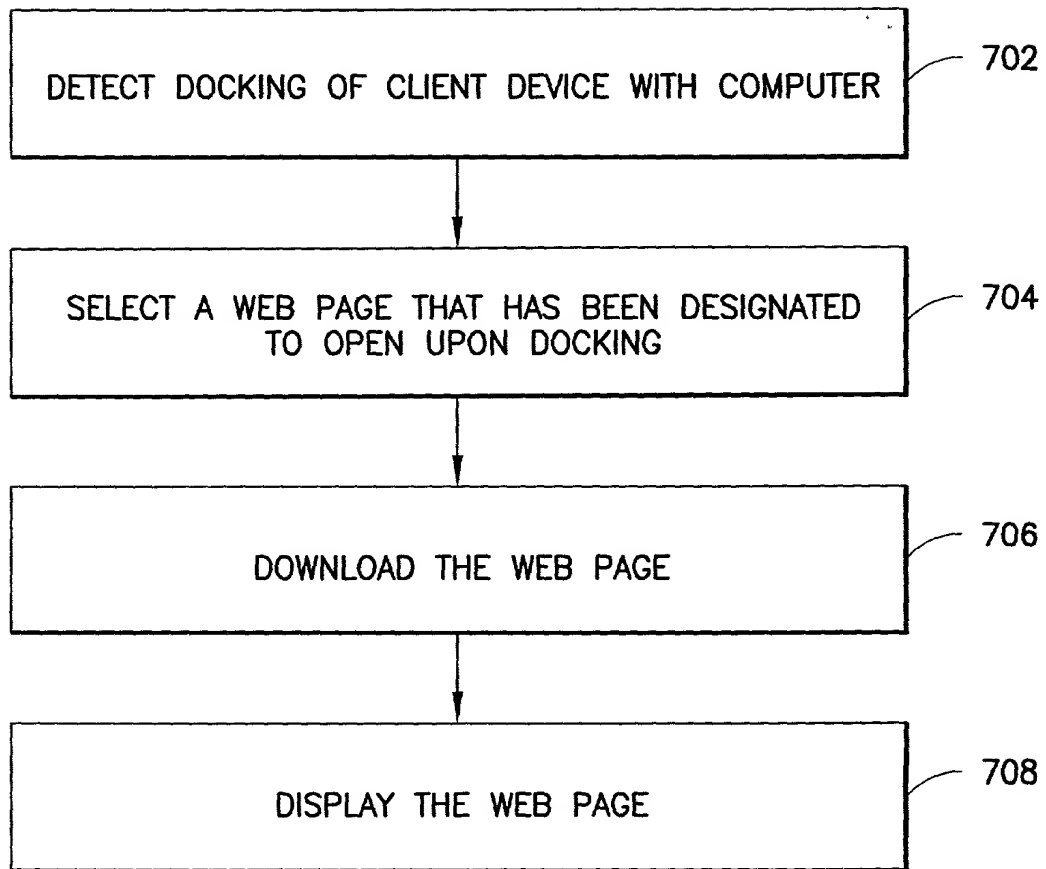 DETECT DOCKING OF CLIENT DEVICE WITH COMPUTER
702
SELECT A WEB PAGE THAT HAS BEEN DESIGNATED
TO OPEN UPON DOCKING
704
DOWNLOAD THE WEB PAGE
706
DISPLAY THE WEB PAGE
708